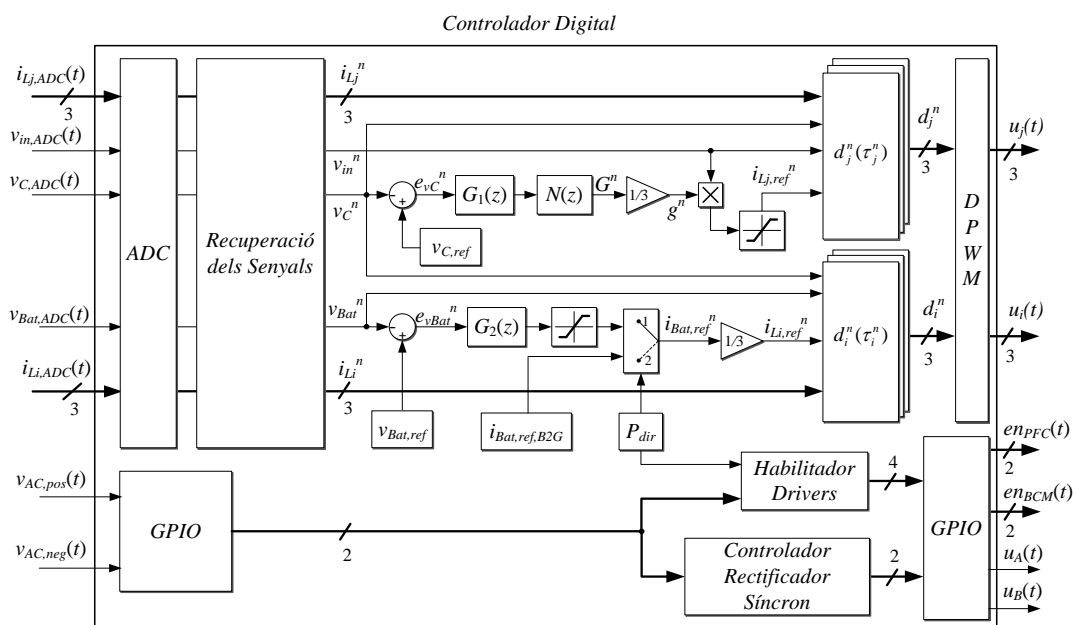 Controlador Digital
i_{Lj,ADC}(t)
3
v_{in,ADC}(t)
v_{C,ADC}(t)
v_{Bat,ADC}(t)
i_{Li,ADC}(t)
3
v_{AC,pos}(t)
v_{AC,neg}(t)
ADC
Recuperació
dels Senyals
i_{Lj}^n
3
v_{in}^n
v_C^n
-
+
e_{vC}^n
G_1(z)
N(z)
G^n
1/3
g^n
×
i_{Lj,ref}^n
v_{C,ref}
d_j^n(τ_j^n)
d_j^n
3
D
P
W
M
u_j(t)
3
v_{Bat}^n
-
+
e_{vBat}^n
G_2(z)
1
2
i_{Bat,ref}^n
1/3
i_{Li,ref}^n
d_i^n(τ_i^n)
d_i^n
3
u_i(t)
3
i_{Li}^n
3
v_{Bat,ref}
i_{Bat,ref,B2G}
P_{dir}
GPIO
2
Habilitador
Drivers
4
Controlador
Rectificador
Síncron
2
GPIO
en_{PFC}(t)
2
en_{BCM}(t)
2
u_A(t)
u_B(t)